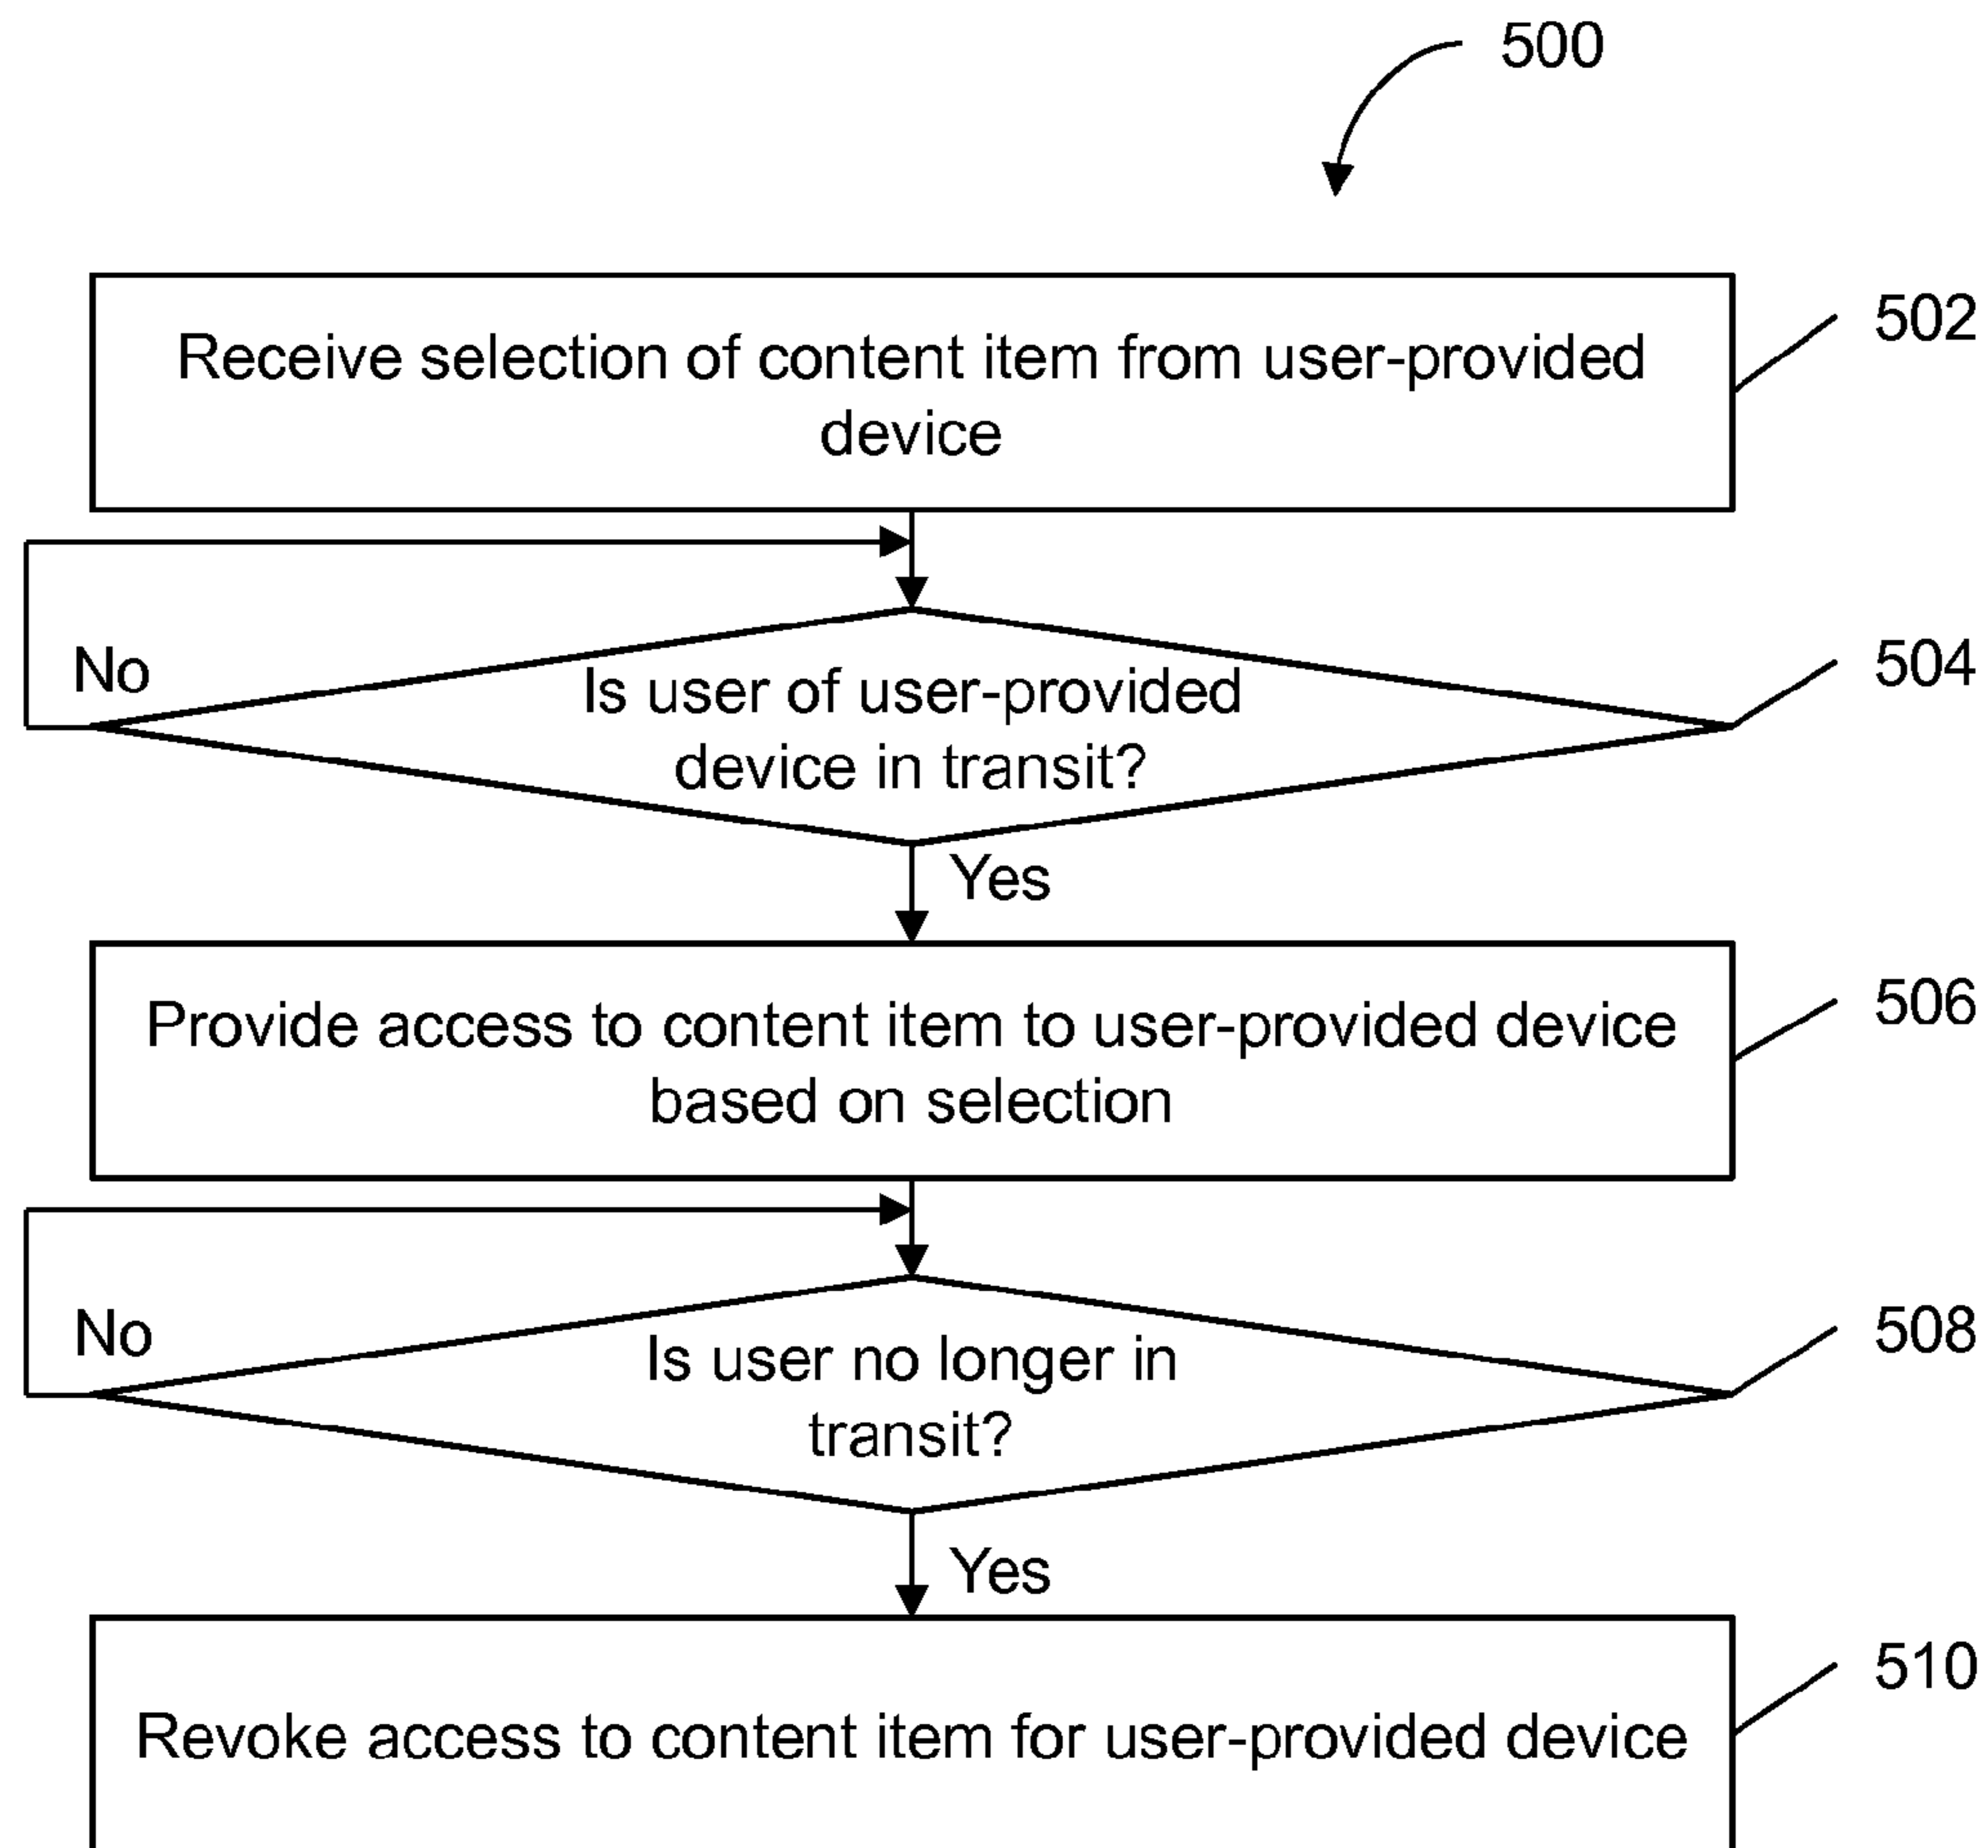 500
Receive selection of content item from user-provided
device
502
No
Is user of user-provided
device in transit?
504
Yes
Provide access to content item to user-provided device
based on selection
506
No
Is user no longer in
transit?
508
Yes
Revoke access to content item for user-provided device
510